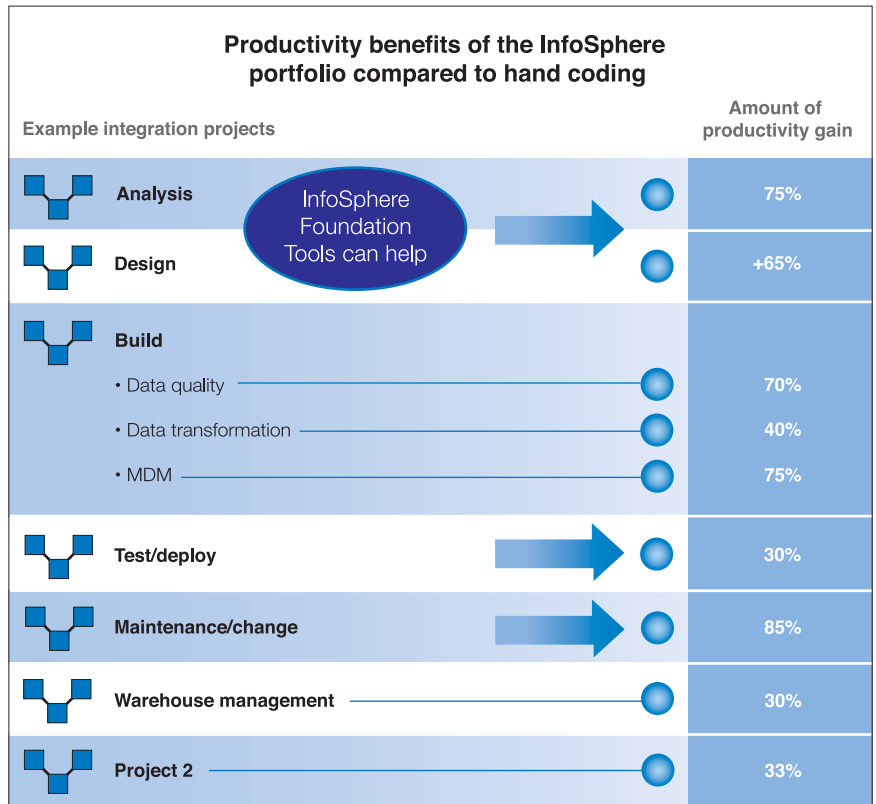 Productivity benefits of the InfoSphere
portfolio compared to hand coding
Example integration projects
Amount of
productivity gain
Analysis
75%
InfoSphere
Foundation
Tools can help
Design
+65%
Build
• Data quality
70%
• Data transformation
40%
• MDM
75%
Test/deploy
30%
Maintenance/change
85%
Warehouse management
30%
Project 2
33%